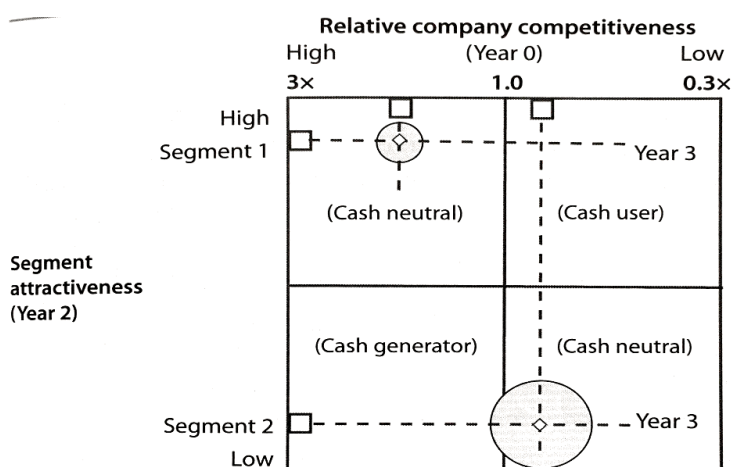 Relative company competitiveness
High (Year 0) Low
3× 1.0 0.3×
High
Segment 1
Year 3
(Cash neutral) (Cash user)
Segment
attractiveness
(Year 2)
(Cash generator) (Cash neutral)
Segment 2 Year 3
Low